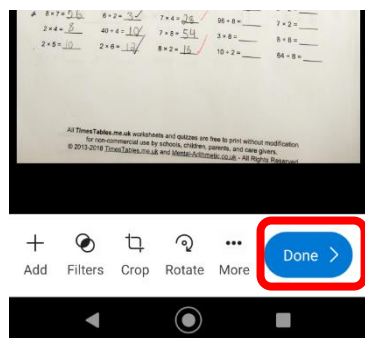 8 × 7 = 56 6 ÷ 2 = 3 7 × 4 = 28 96 ÷ 8 = 7 × 2 =
2 × 4 = 8 40 ÷ 4 = 10 7 × 8 = 54 3 × 8 = 8 ÷ 8 =
2 × 5 = 10 2 × 6 = 12 8 × 2 = 16 10 ÷ 2 = 64 ÷ 8 =
All TimesTables.me.uk worksheets and quizzes are free to print without modification
for non-commercial use by schools, children, parents, and care givers.
© 2013-2018 TimesTables.me.uk and Mental-Arithmetic.co.uk - All Rights Reserved
Add Filters Crop Rotate More Done